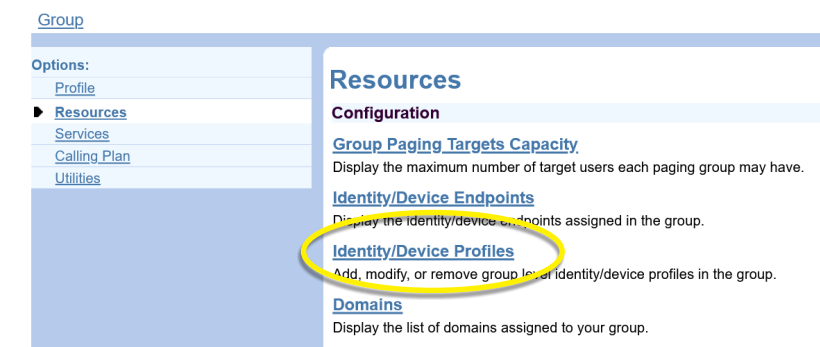 Group
Options:
Profile
Resources
Services
Calling Plan
Utilities
Resources
Configuration
Group Paging Targets Capacity
Display the maximum number of target users each paging group may have.
Identity/Device Endpoints
Display the identity/device endpoints assigned in the group.
Identity/Device Profiles
Add, modify, or remove group level identity/device profiles in the group.
Domains
Display the list of domains assigned to your group.